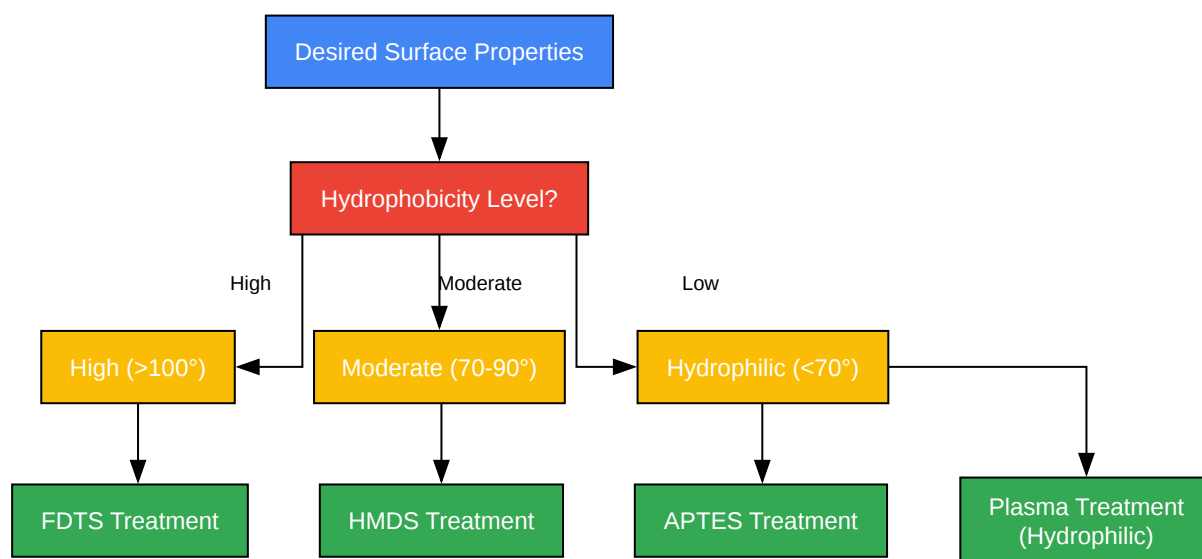 Desired Surface Properties
Hydrophobicity Level?
High
Moderate
Low
High (>100°)
Moderate (70-90°)
Hydrophilic (<70°)
FDTS Treatment
HMDS Treatment
APTES Treatment
Plasma Treatment
(Hydrophilic)